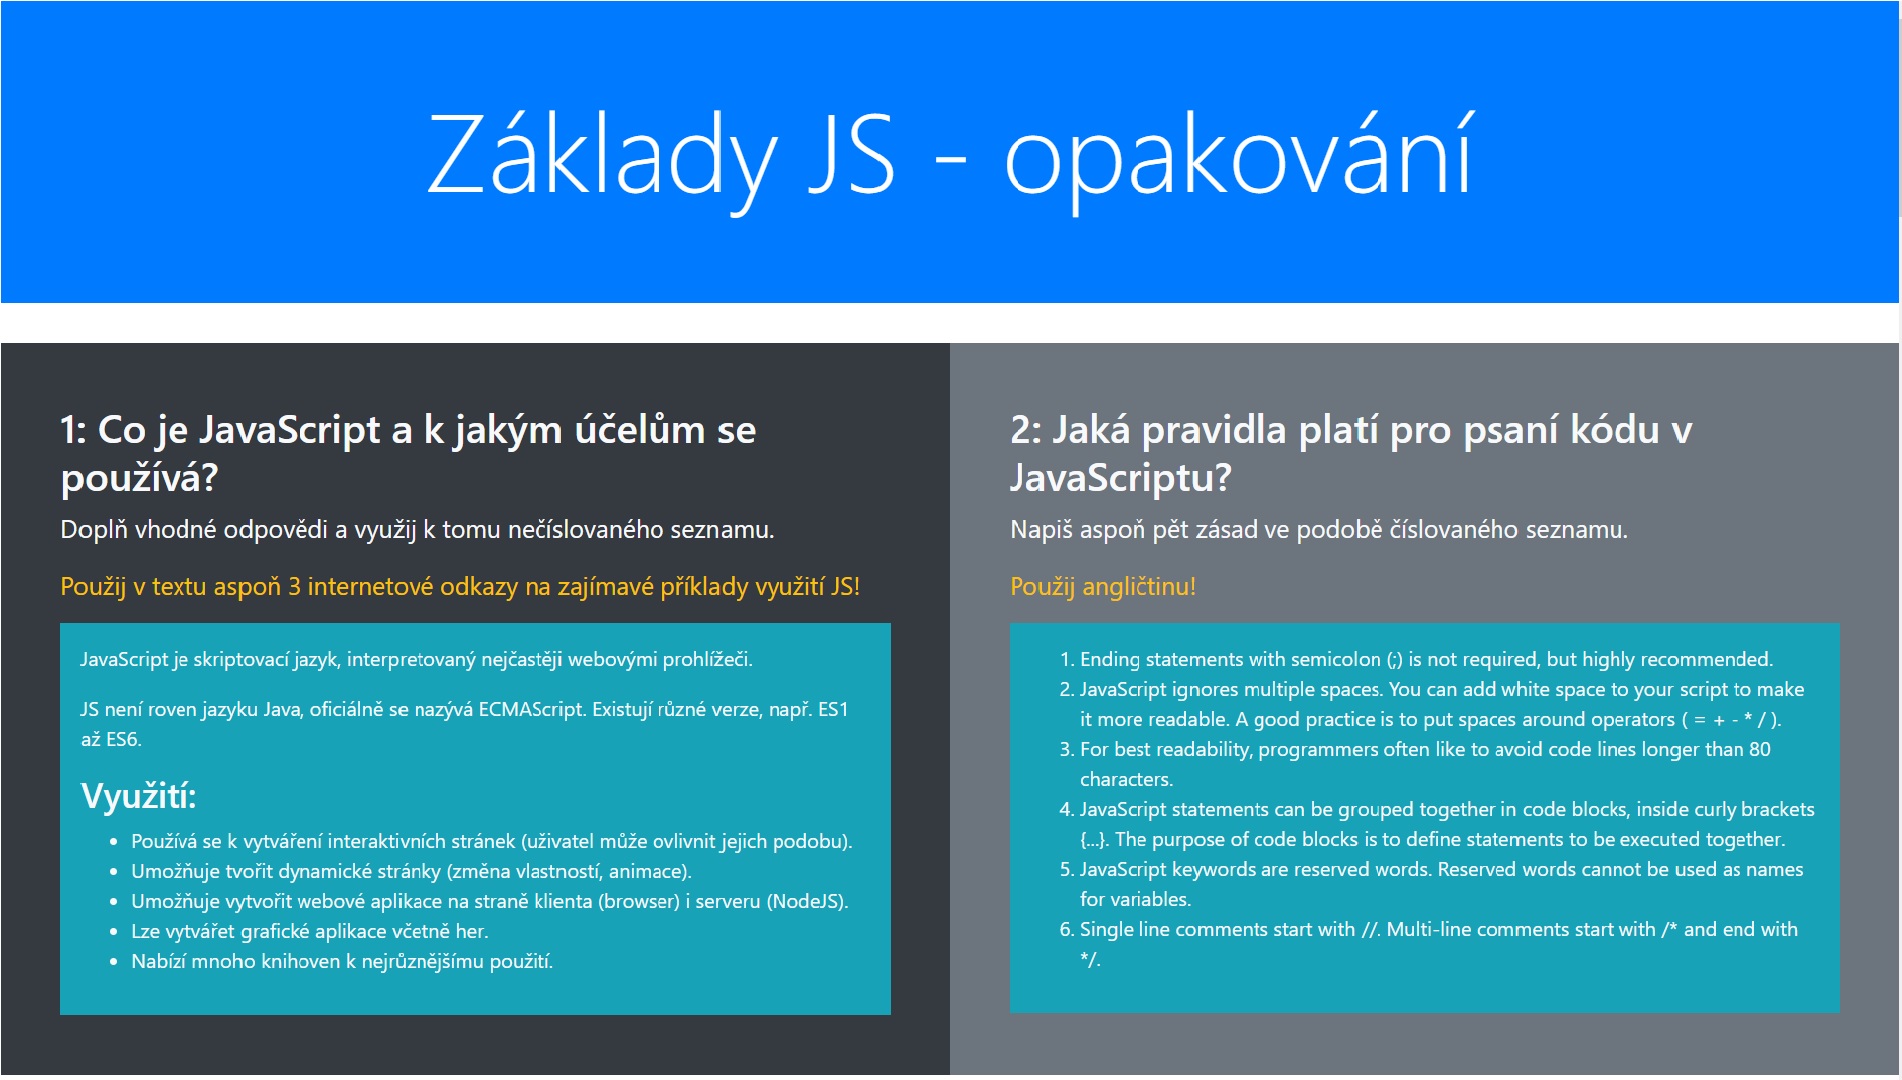 Základy JS - opakování
1: Co je JavaScript a k jakým účelům se
používá?
Doplň vhodné odpovědi a využij k tomu nečíslovaného seznamu.
Použij v textu aspoň 3 internetové odkazy na zajímavé příklady využití JS!
JavaScript je skriptovací jazyk, interpretovaný nejčastěji webovými prohlížeči.
JS není roven jazyku Java, oficiálně se nazývá ECMAScript. Existují různé verze, např. ES1
až ES6.
Využití:
• Používá se k vytváření interaktivních stránek (uživatel může ovlivnit jejich podobu).
• Umožňuje tvořit dynamické stránky (změna vlastností, animace).
• Umožňuje vytvořit webové aplikace na straně klienta (browser) i serveru (NodeJS).
• Lze vytvářet grafické aplikace včetně her.
• Nabízí mnoho knihoven k nejrůznějšímu použití.
2: Jaká pravidla platí pro psaní kódu v
JavaScriptu?
Napiš aspoň pět zásad ve podobě číslovaného seznamu.
Použij angličtinu!
1. Ending statements with semicolon (;) is not required, but highly recommended.
2. JavaScript ignores multiple spaces. You can add white space to your script to make
it more readable. A good practice is to put spaces around operators ( = + - * / ).
3. For best readability, programmers often like to avoid code lines longer than 80
characters.
4. JavaScript statements can be grouped together in code blocks, inside curly brackets
{...}. The purpose of code blocks is to define statements to be executed together.
5. JavaScript keywords are reserved words. Reserved words cannot be used as names
for variables.
6. Single line comments start with //. Multi-line comments start with /* and end with
*/.